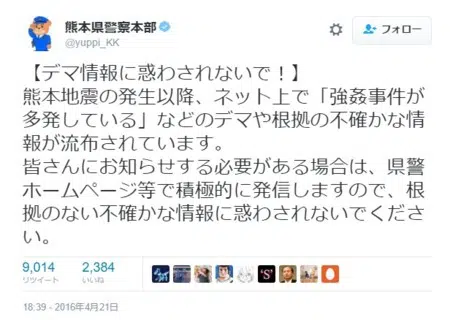 熊本県警察本部
@yuppi_KK
フォロー
【デマ情報に惑わされないで！】
熊本地震の発生以降、ネット上で「強姦事件が
多発している」などのデマや根拠の不確かな情
報が流布されています。
皆さんにお知らせする必要がある場合は、県警
ホームページ等で積極的に発信しますので、根
拠のない不確かな情報に惑わされないでくださ
い。
9,014 2,384
リツイート いいね
18:39 - 2016年4月21日